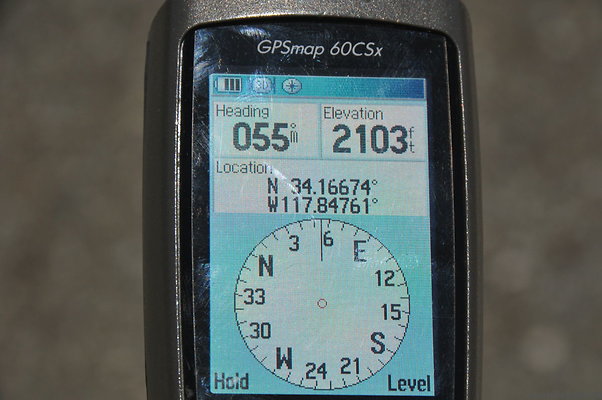 GPSmap 60CSx
3D
Heading Elevation
055°m 2103ft
Location
N 34.16674°
W117.84761°
3 6 E 12 15 S 21 24 W 30 33 N
Hold Level